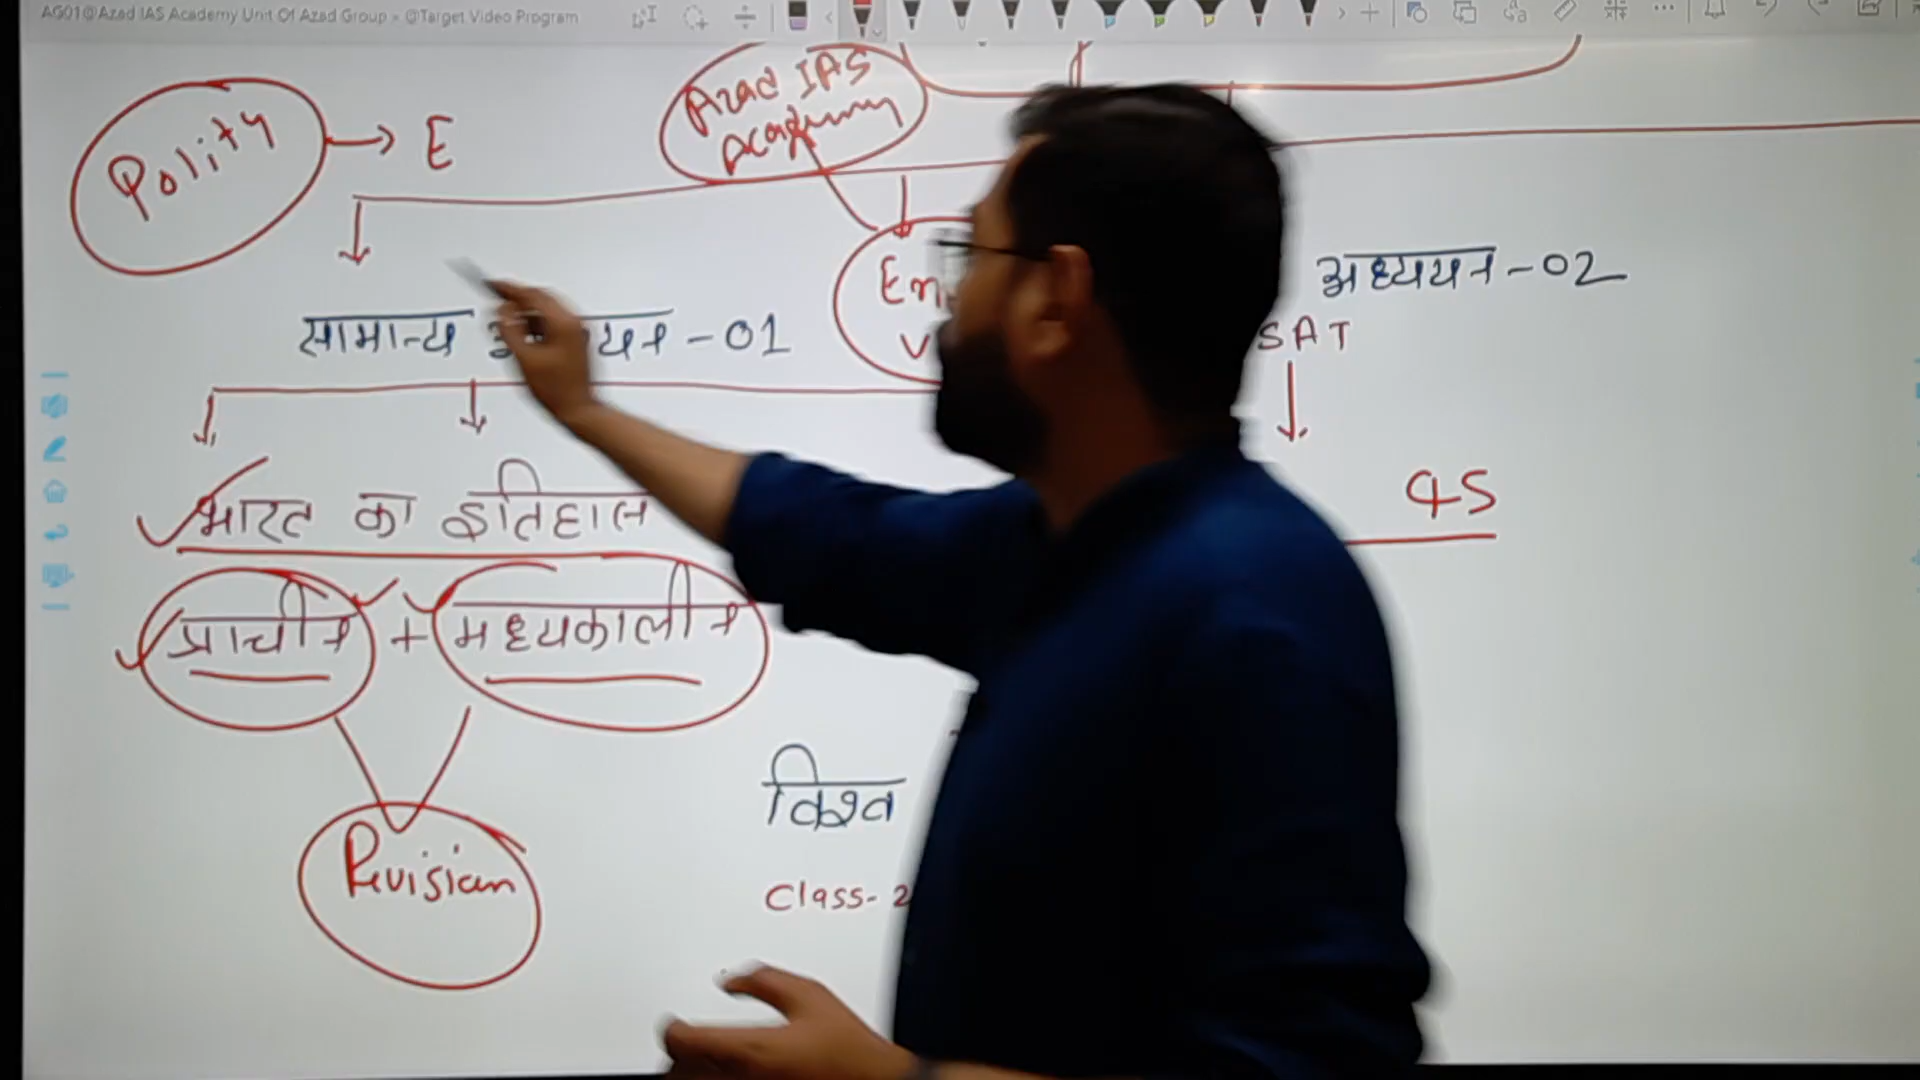 AG01@Azad IAS Academy Unit Of Azad Group × @Target Video Program
Azad IAS
Academy
Polity → E
अध्ययन -02
सामान्य -01
SAT
भारत का इतिहास
प्राचीन + मध्यकालीन
विश्व
Revision
Class- 2